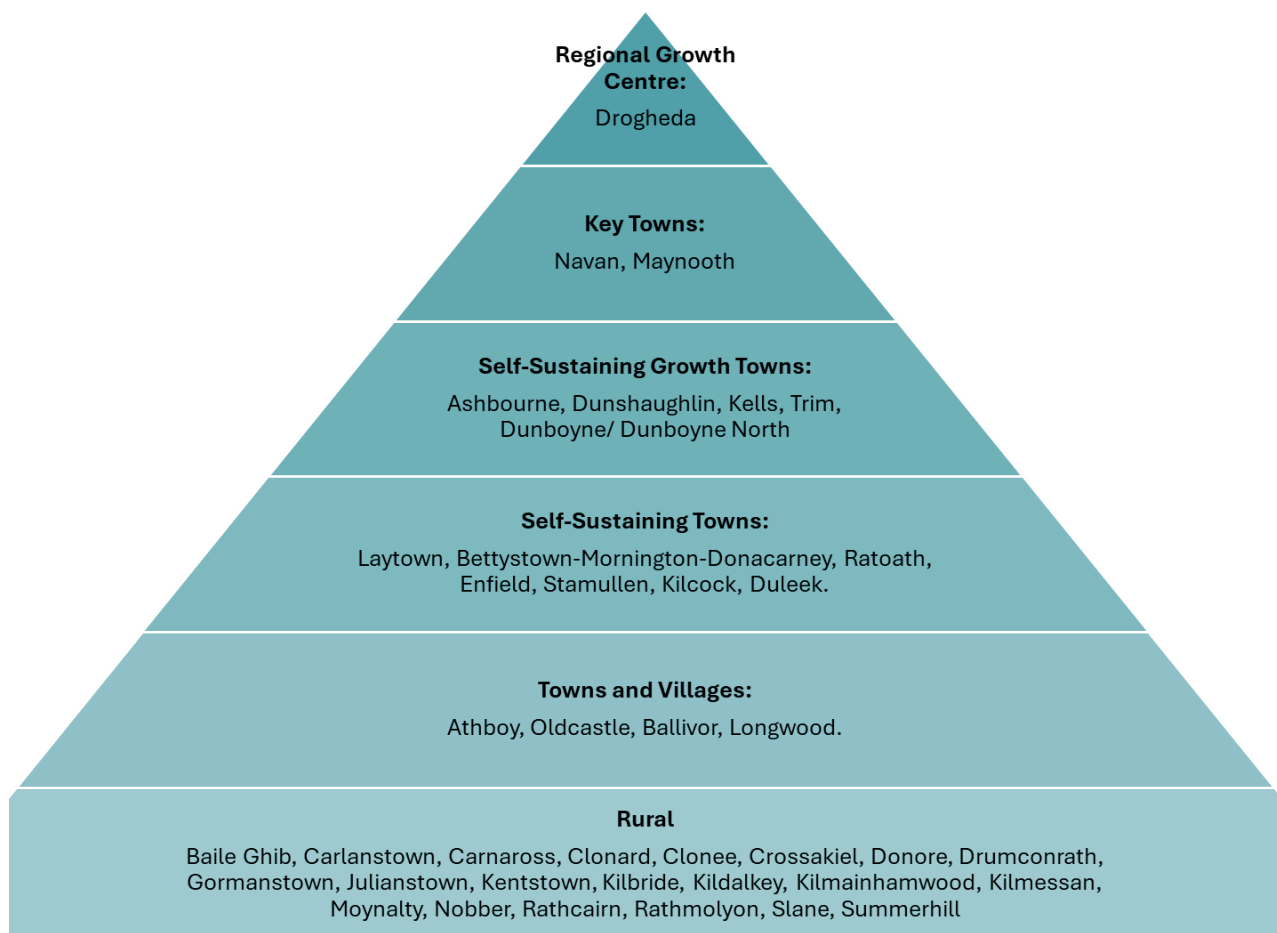 Regional Growth
Centre:
Drogheda
Key Towns:
Navan, Maynooth
Self-Sustaining Growth Towns:
Ashbourne, Dunshaughlin, Kells, Trim,
Dunboyne/ Dunboyne North
Self-Sustaining Towns:
Laytown, Bettystown-Mornington-Donacarney, Ratoath,
Enfield, Stamullen, Kilcock, Duleek.
Towns and Villages:
Athboy, Oldcastle, Ballivor, Longwood.
Rural
Baile Ghib, Carlanstown, Carnaross, Clonard, Clonee, Crossakiel, Donore, Drumconrath,
Gormanstown, Julianstown, Kentstown, Kilbride, Kildalkey, Kilmainhamwood, Kilmessan,
Moynalty, Nobber, Rathcairn, Rathmolyon, Slane, Summerhill